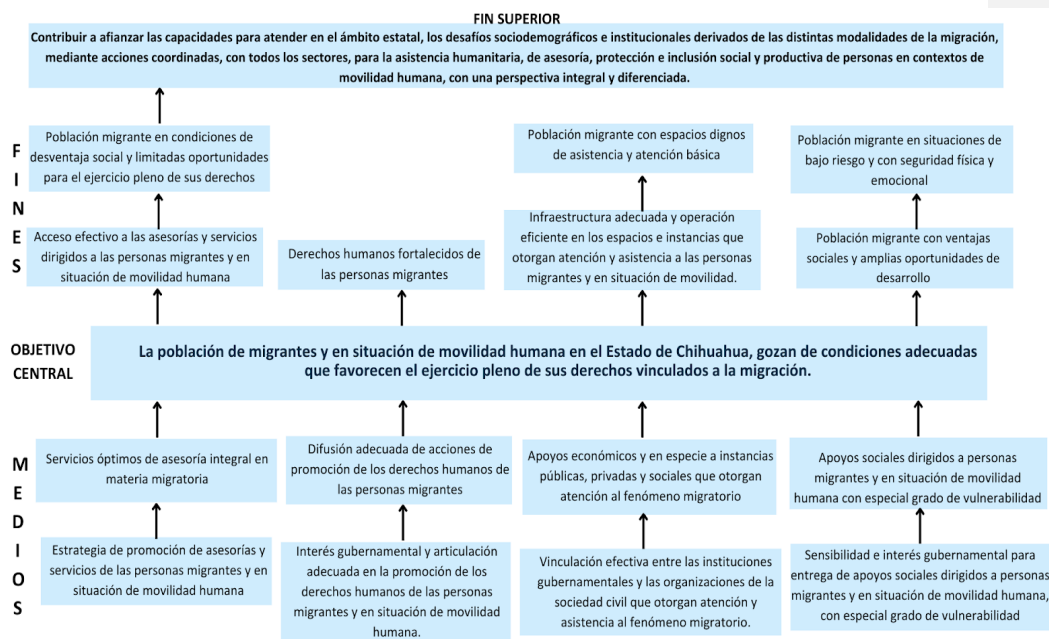 FIN SUPERIOR
Contribuir a afianzar las capacidades para atender en el ámbito estatal, los desafíos sociodemográficos e institucionales derivados de las distintas modalidades de la migración,
mediante acciones coordinadas, con todos los sectores, para la asistencia humanitaria, de asesoría, protección e inclusión social y productiva de personas en contextos de
movilidad humana, con una perspectiva integral y diferenciada.
FINES
Población migrante en condiciones de
desventaja social y limitadas oportunidades
para el ejercicio pleno de sus derechos
Población migrante con espacios dignos
de asistencia y atención básica
Población migrante en situaciones de
bajo riesgo y con seguridad física y
emocional
Acceso efectivo a las asesorías y servicios
dirigidos a las personas migrantes y en
situación de movilidad humana
Derechos humanos fortalecidos de
las personas migrantes
Infraestructura adecuada y operación
eficiente en los espacios e instancias que
otorgan atención y asistencia a las personas
migrantes y en situación de movilidad.
Población migrante con ventajas
sociales y amplias oportunidades de
desarrollo
OBJETIVO
CENTRAL
La población de migrantes y en situación de movilidad humana en el Estado de Chihuahua, gozan de condiciones adecuadas
que favorecen el ejercicio pleno de sus derechos vinculados a la migración.
MEDIOS
Servicios óptimos de asesoría integral en
materia migratoria
Difusión adecuada de acciones de
promoción de los derechos humanos de
las personas migrantes
Apoyos económicos y en especie a instancias
públicas, privadas y sociales que otorgan
atención al fenómeno migratorio
Apoyos sociales dirigidos a personas
migrantes y en situación de movilidad
humana con especial grado de vulnerabilidad
Estrategia de promoción de asesorías y
servicios de las personas migrantes y en
situación de movilidad humana
Interés gubernamental y articulación
adecuada en la promoción de los
derechos humanos de las personas
migrantes y en situación de movilidad
humana.
Vinculación efectiva entre las instituciones
gubernamentales y las organizaciones de la
sociedad civil que otorgan atención y
asistencia al fenómeno migratorio.
Sensibilidad e interés gubernamental para
entrega de apoyos sociales dirigidos a personas
migrantes y en situación de movilidad humana,
con especial grado de vulnerabilidad